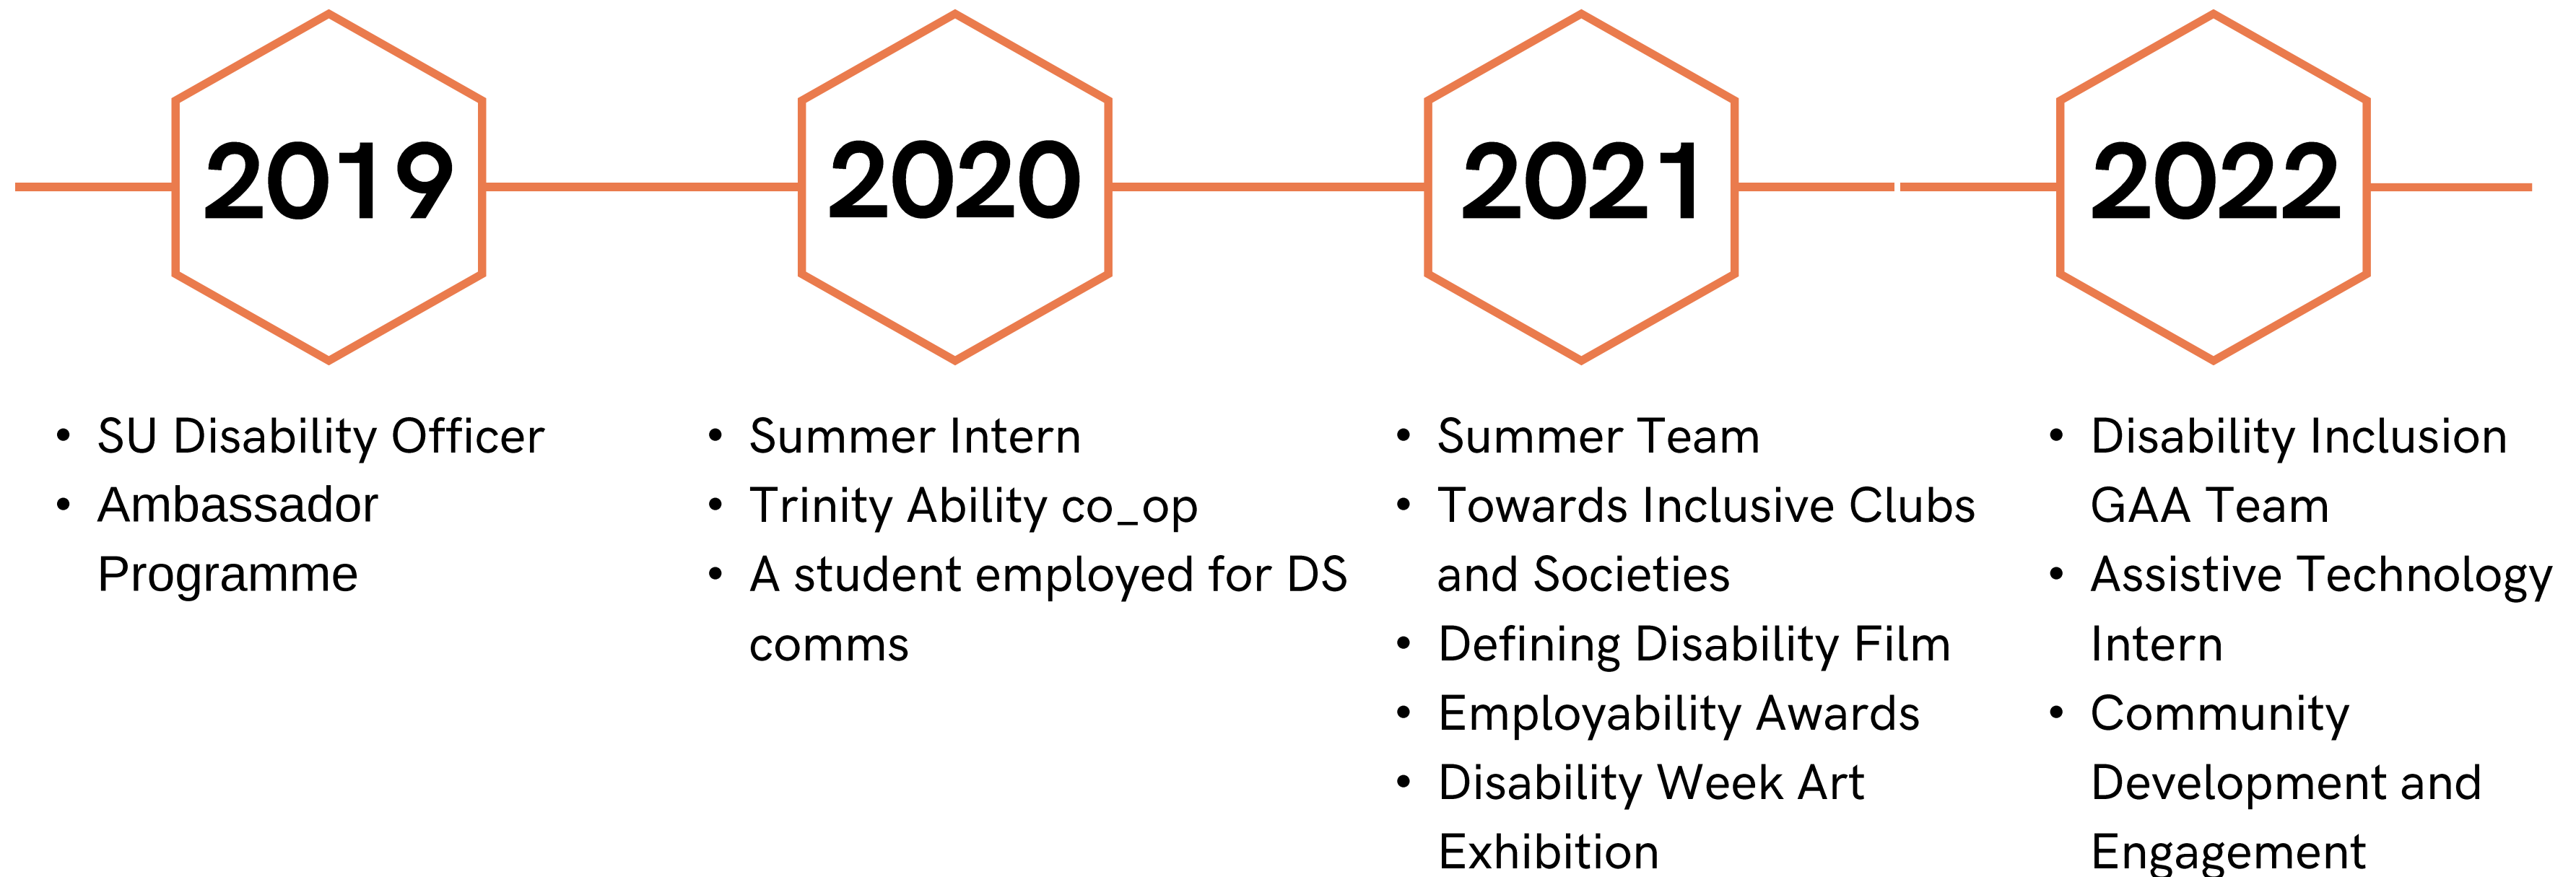 2019
2020
2021
2022
• SU Disability Officer
• Ambassador
Programme
• Summer Intern
• Trinity Ability co_op
• A student employed for DS
comms
• Summer Team
• Towards Inclusive Clubs
and Societies
• Defining Disability Film
• Employability Awards
• Disability Week Art
Exhibition
• Disability Inclusion
GAA Team
• Assistive Technology
Intern
• Community
Development and
Engagement